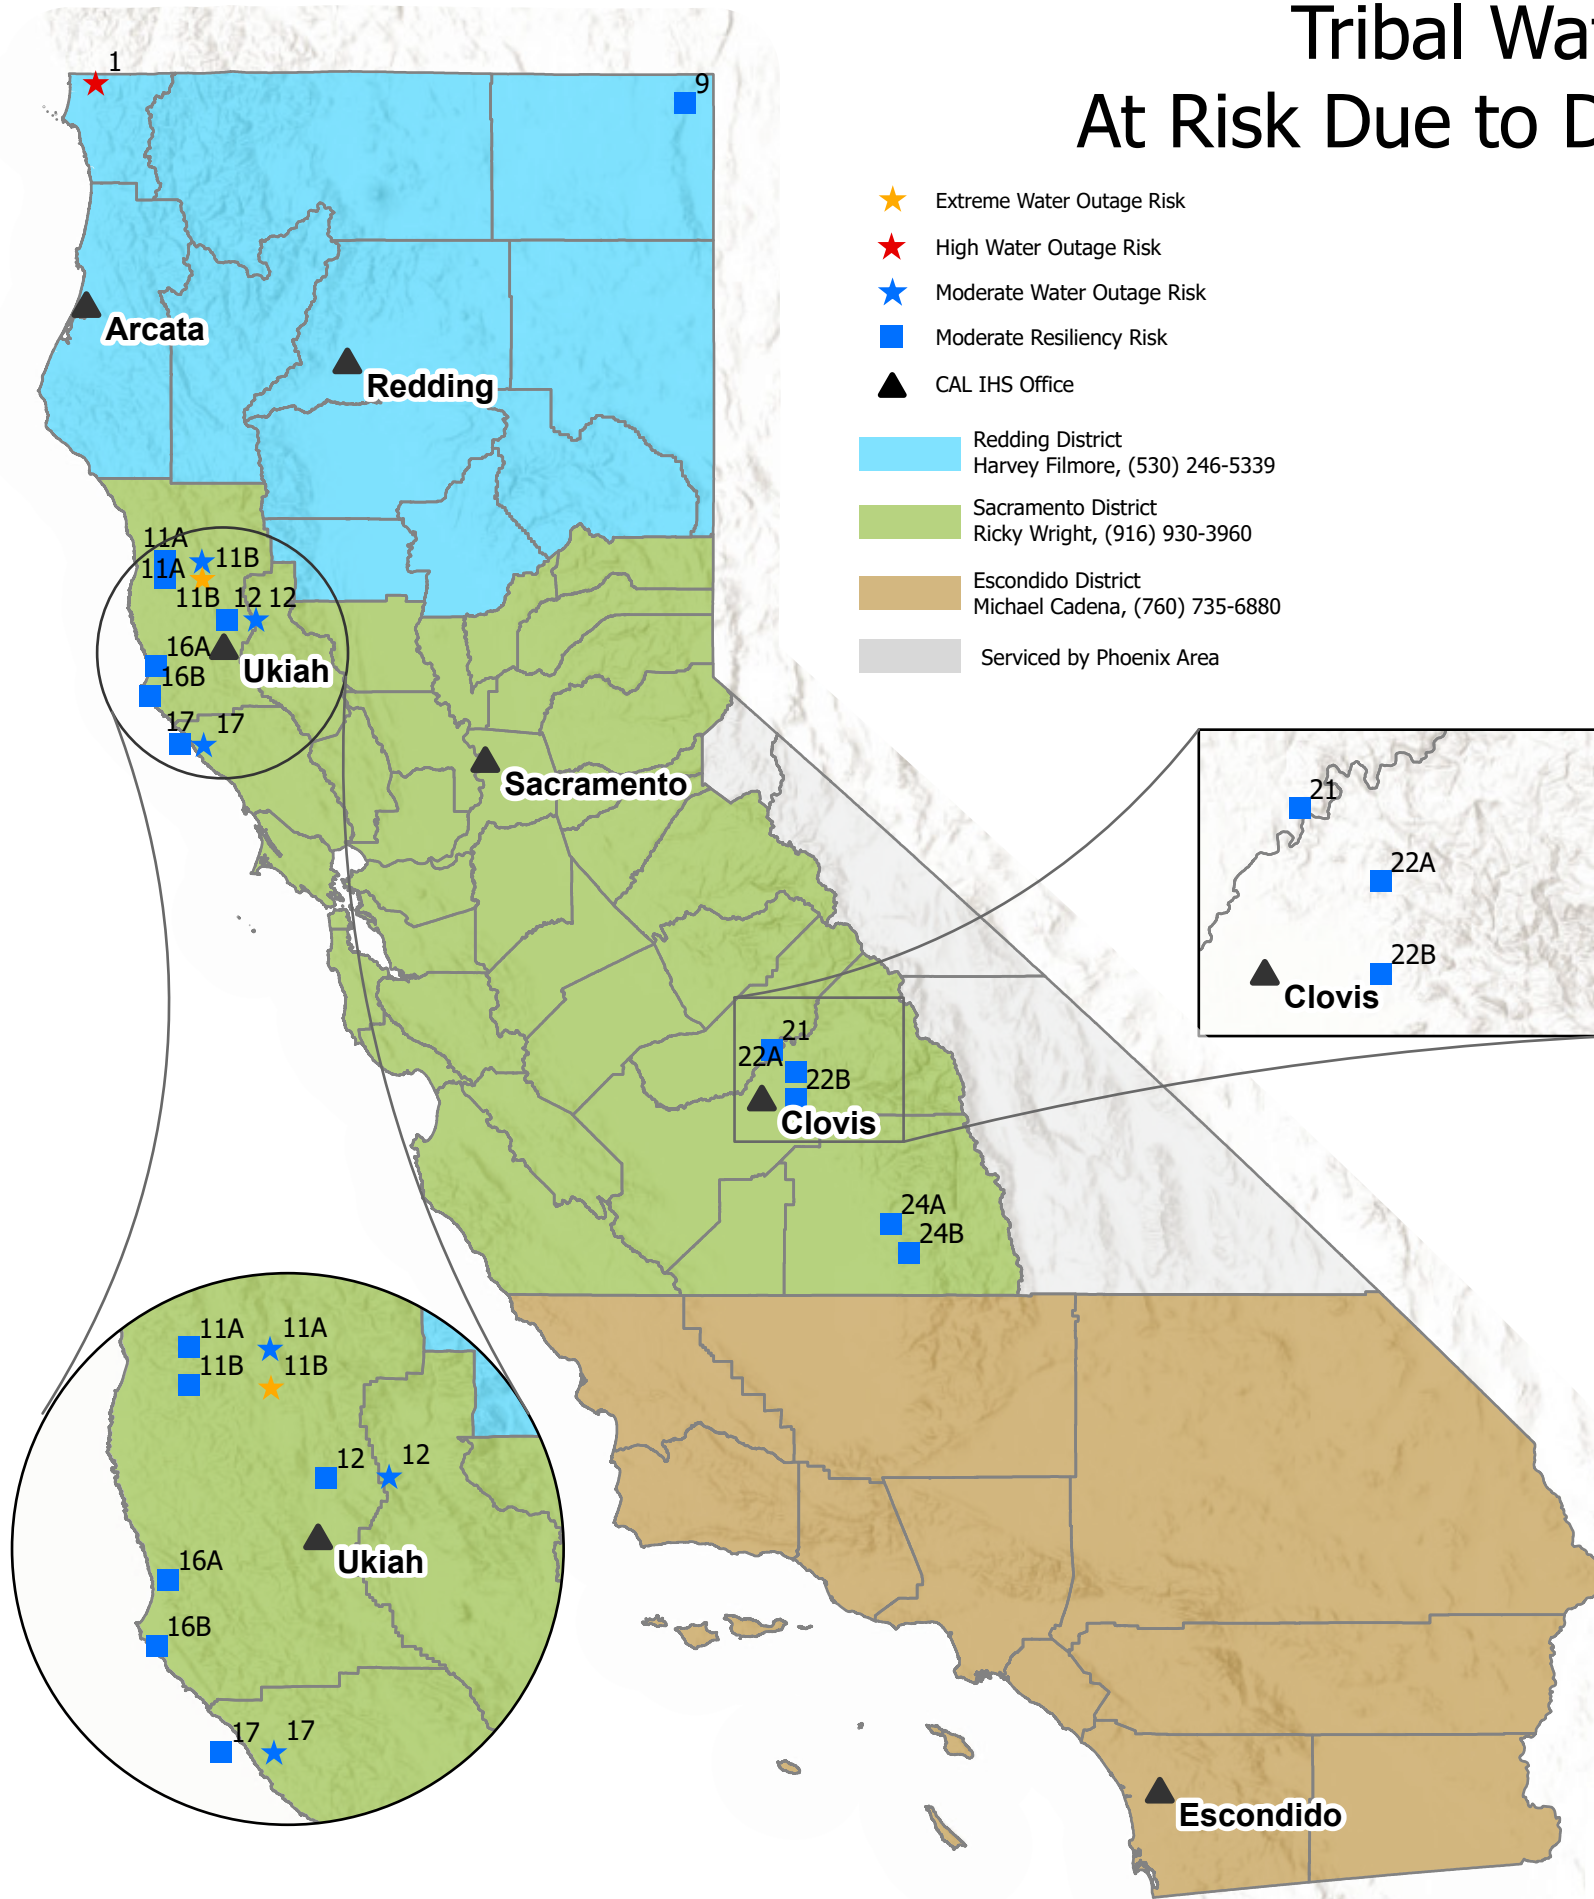 Tribal Wat
At Risk Due to D
Extreme Water Outage Risk
High Water Outage Risk
Moderate Water Outage Risk
Moderate Resiliency Risk
CAL IHS Office
Redding District
Harvey Filmore, (530) 246-5339
Sacramento District
Ricky Wright, (916) 930-3960
Escondido District
Michael Cadena, (760) 735-6880
Serviced by Phoenix Area
1
9
Arcata
Redding
11A
11B
11A
11B
12
12
16A
Ukiah
16B
17
17
Sacramento
21
22A
22B
Clovis
21
22A
22B
Clovis
24A
24B
11A
11A
11B
11B
12
12
Ukiah
16A
16B
17
17
Escondido